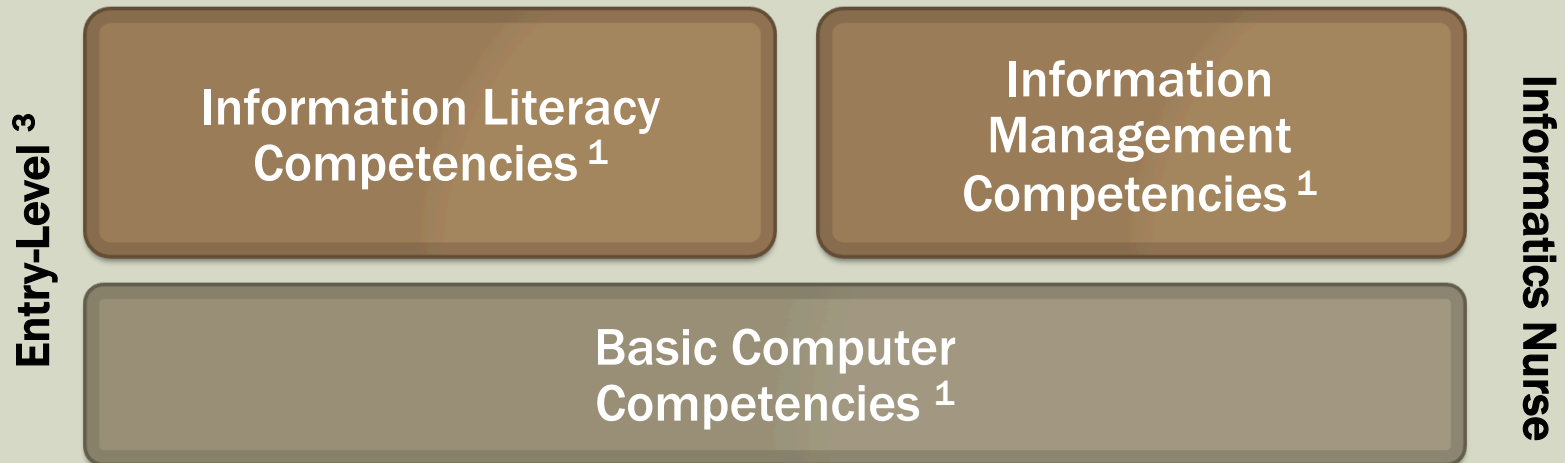 Entry-Level ³
Information Literacy
Competencies ¹
Information
Management
Competencies ¹
Basic Computer
Competencies ¹
Informatics Nurse